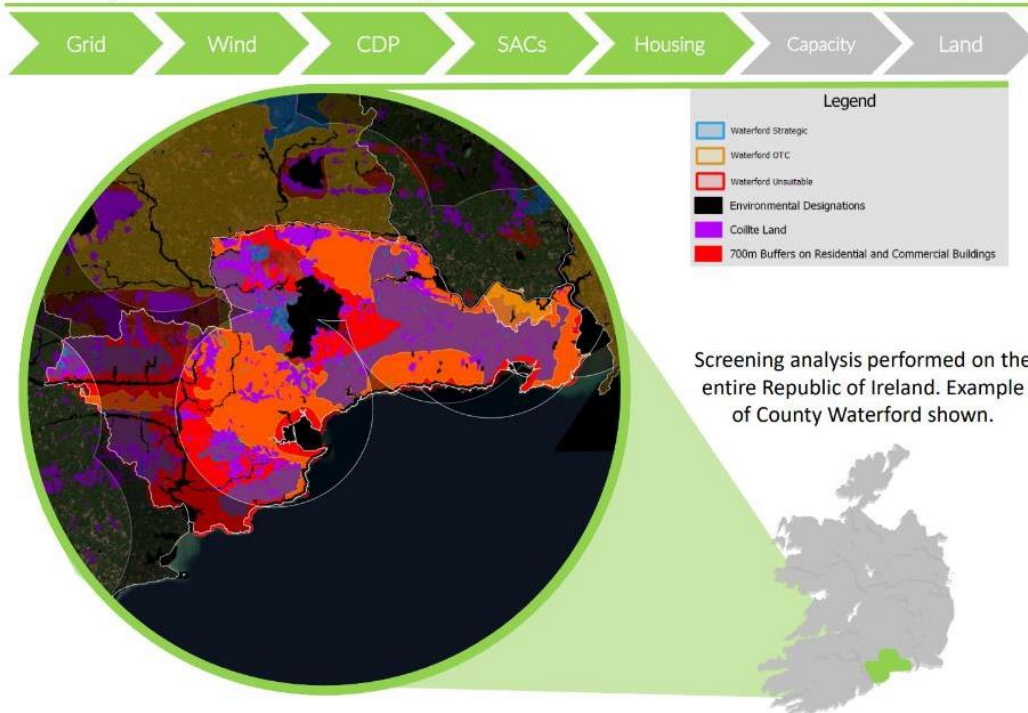 Grid
Wind
CDP
SACs
Housing
Capacity
Land
Legend
Waterford Strategic
Waterford OTC
Waterford Unsuitable
Environmental Designations
Coillte Land
700m Buffers on Residential and Commercial Buildings
Screening analysis performed on the
entire Republic of Ireland. Example
of County Waterford shown.